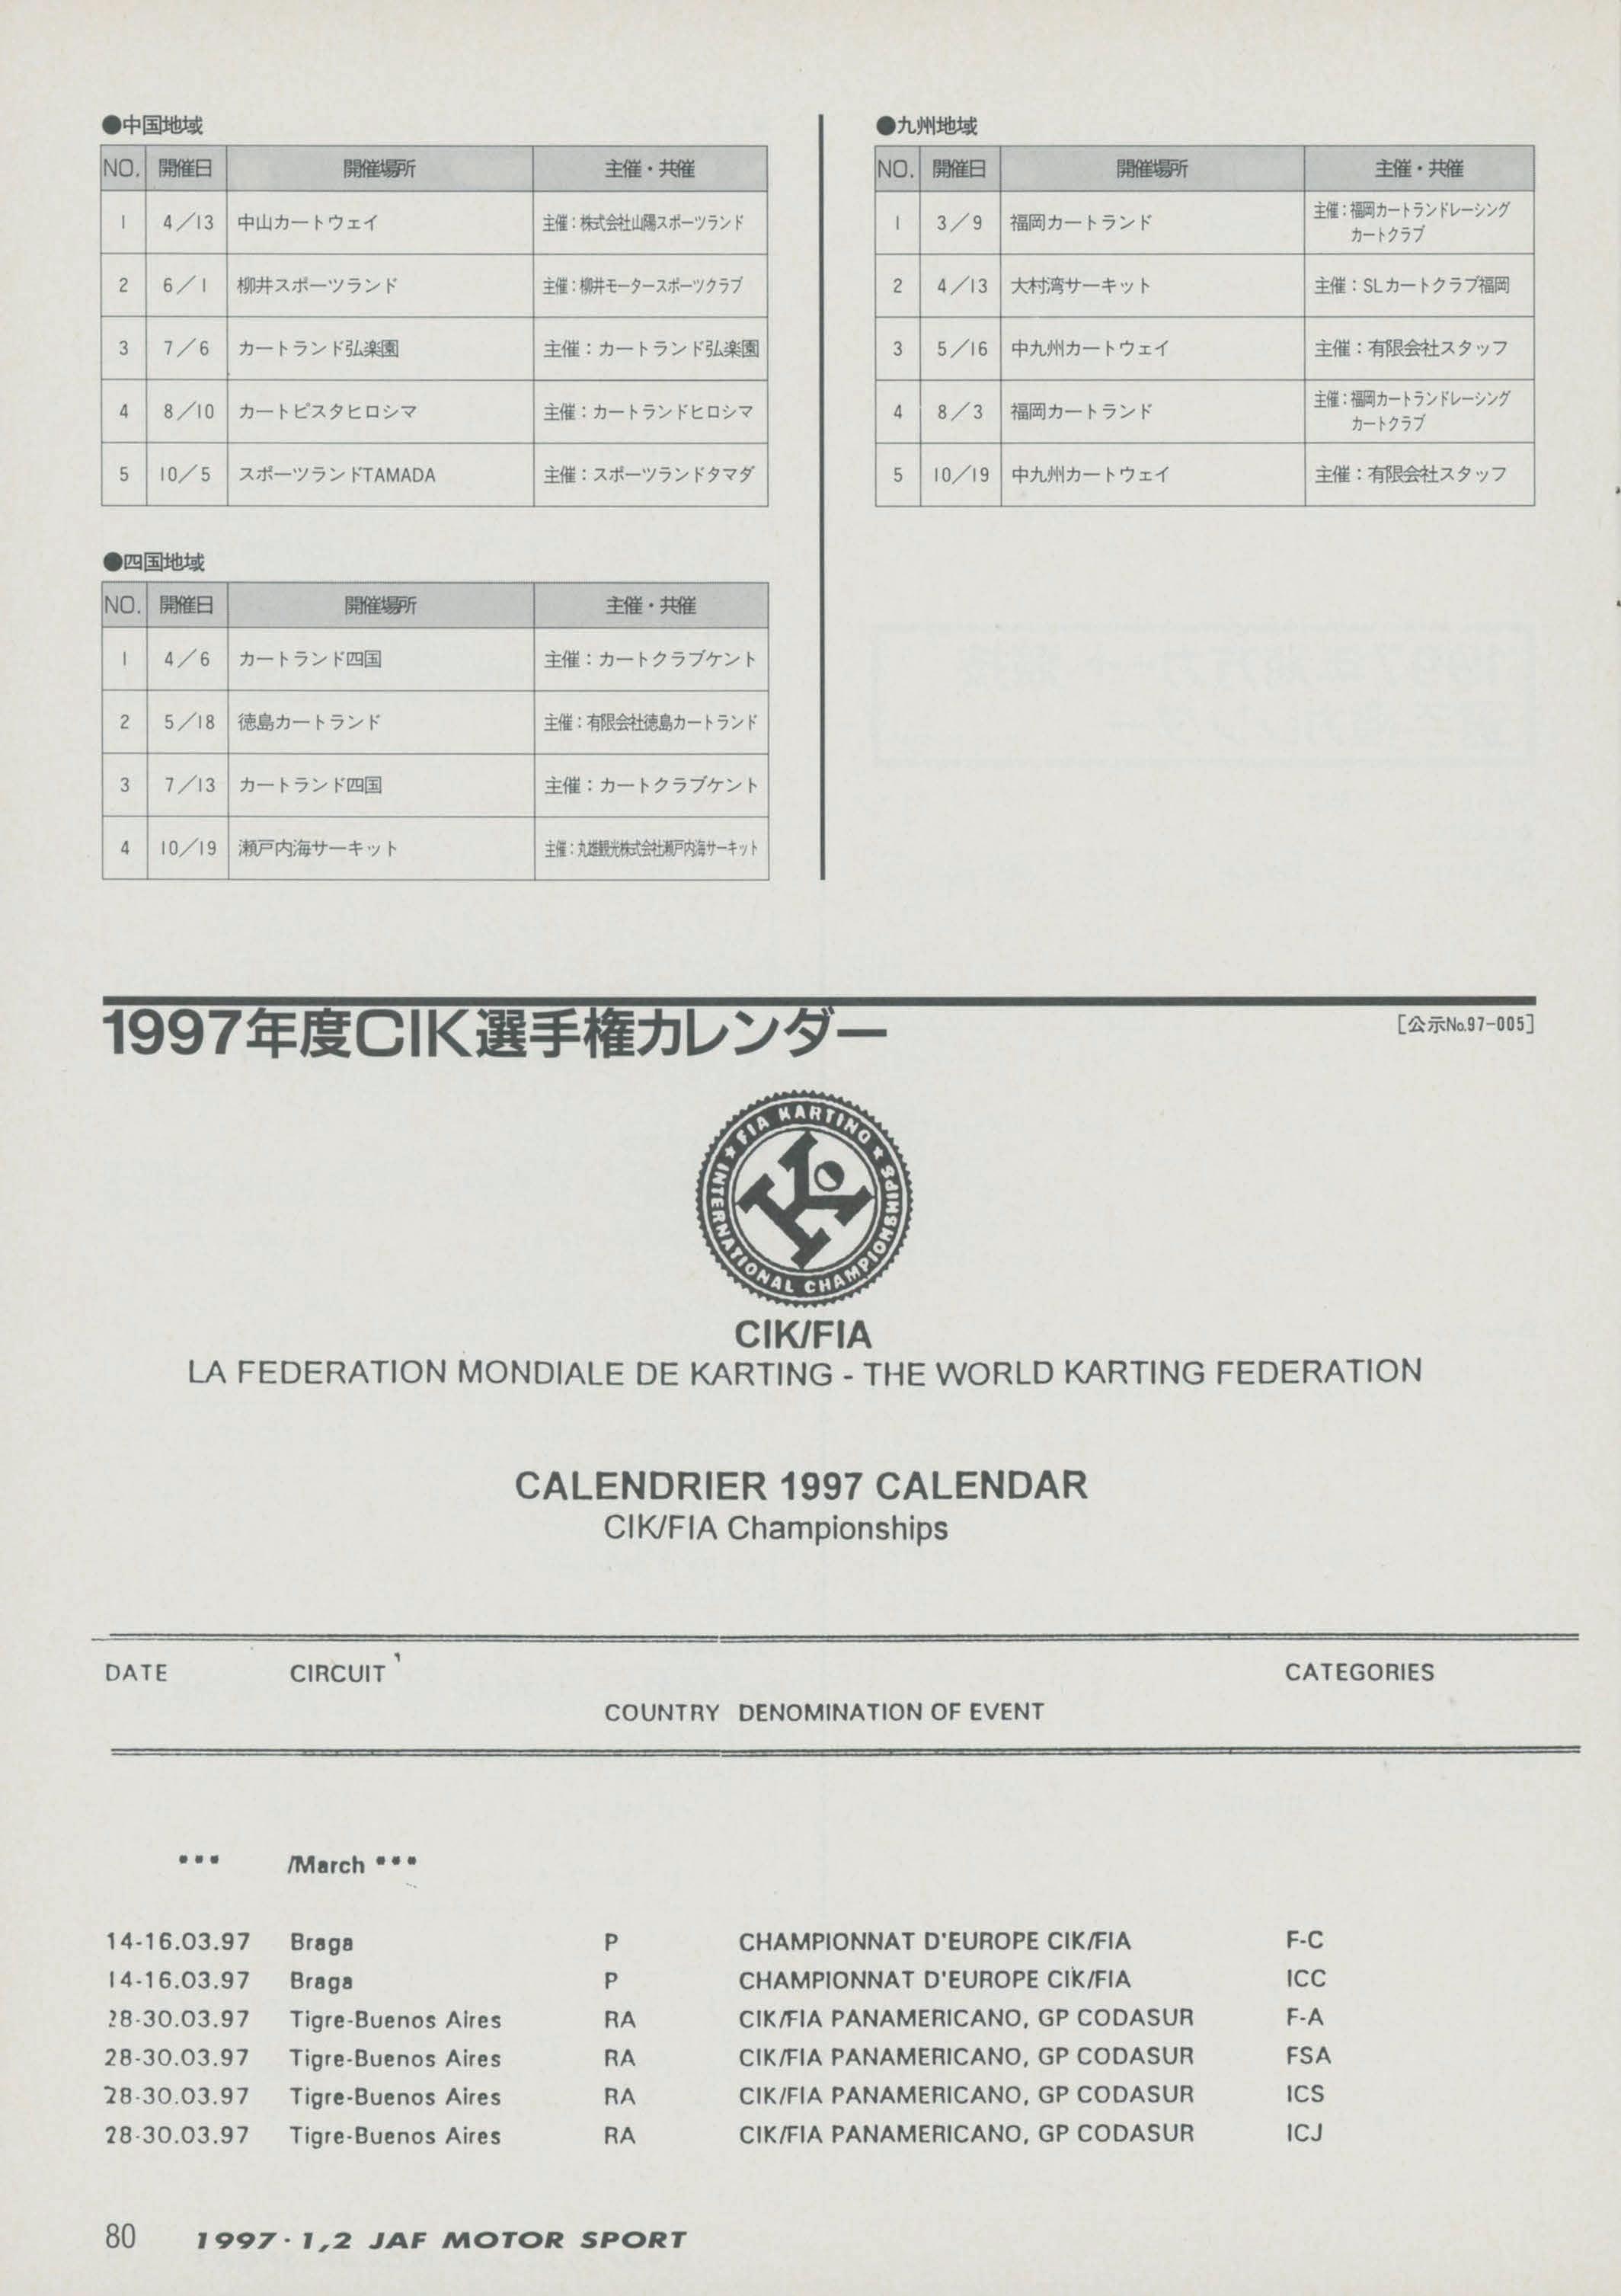 ●中国地域
NO. 開催日 開催場所 主催・共催
1 4／13 中山カートウェイ 主催：株式会社山陽スポーツランド
2 6／1 柳井スポーツランド 主催：柳井モータースポーツクラブ
3 7／6 カートランド弘楽園 主催：カートランド弘楽園
4 8／10 カートピスタヒロシマ 主催：カートランドヒロシマ
5 10／5 スポーツランドTAMADA 主催：スポーツランドタマダ
●四国地域
NO. 開催日 開催場所 主催・共催
1 4／6 カートランド四国 主催：カートクラブケント
2 5／18 徳島カートランド 主催：有限会社徳島カートランド
3 7／13 カートランド四国 主催：カートクラブケント
4 10／19 瀬戸内海サーキット 主催：丸雄観光株式会社瀬戸内海サーキット
●九州地域
NO. 開催日 開催場所 主催・共催
1 3／9 福岡カートランド 主催：福岡カートランドレーシング
カートクラブ
2 4／13 大村湾サーキット 主催：SLカートクラブ福岡
3 5／16 中九州カートウェイ 主催：有限会社スタッフ
4 8／3 福岡カートランド 主催：福岡カートランドレーシング
カートクラブ
5 10／19 中九州カートウェイ 主催：有限会社スタッフ
1997年度CIK選手権カレンダー
［公示No.97-005］
★ FIA KARTING ★
INTERNATIONAL CHAMPIONSHIPS
CIK/FIA
LA FEDERATION MONDIALE DE KARTING - THE WORLD KARTING FEDERATION
CALENDRIER 1997 CALENDAR
CIK/FIA Championships
DATE CIRCUIT CATEGORIES
COUNTRY DENOMINATION OF EVENT
*** /March ***
14-16.03.97 Braga P CHAMPIONNAT D'EUROPE CIK/FIA F-C
14-16.03.97 Braga P CHAMPIONNAT D'EUROPE CIK/FIA ICC
28-30.03.97 Tigre-Buenos Aires RA CIK/FIA PANAMERICANO, GP CODASUR F-A
28-30.03.97 Tigre-Buenos Aires RA CIK/FIA PANAMERICANO, GP CODASUR FSA
28-30.03.97 Tigre-Buenos Aires RA CIK/FIA PANAMERICANO, GP CODASUR ICS
28-30.03.97 Tigre-Buenos Aires RA CIK/FIA PANAMERICANO, GP CODASUR ICJ
80 1997・1,2 JAF MOTOR SPORT